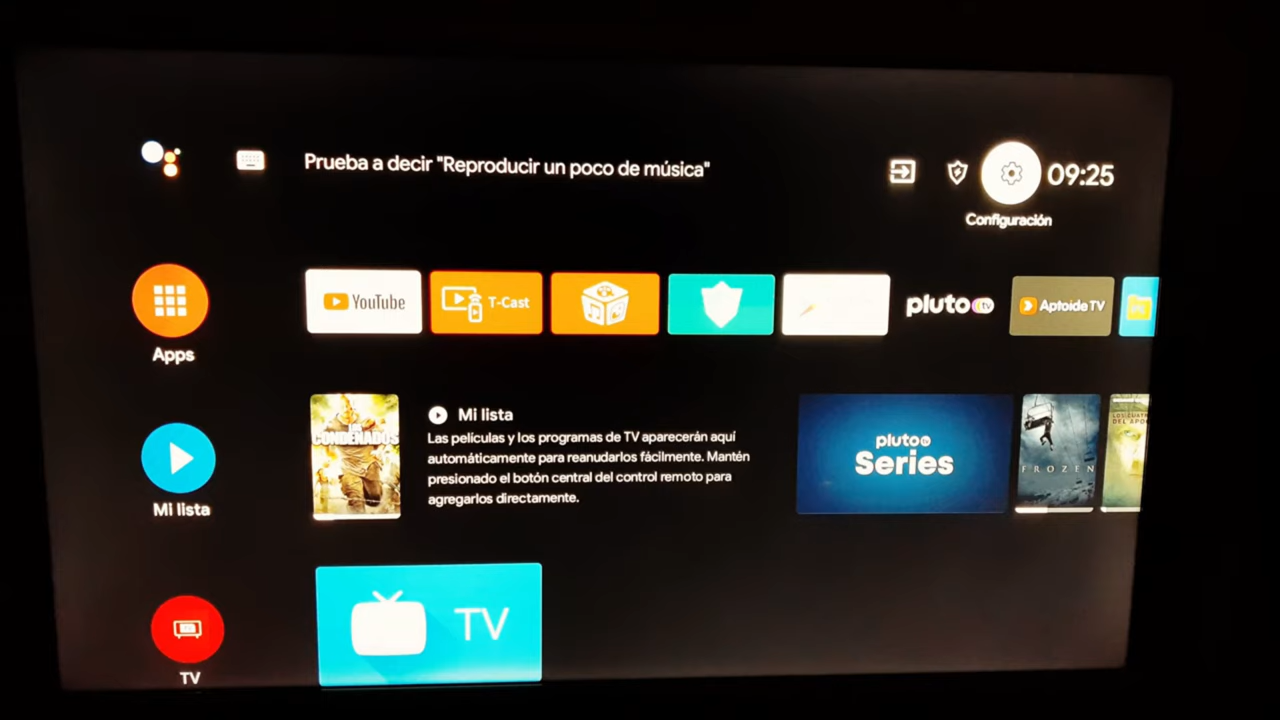 Prueba a decir "Reproducir un poco de música"
09:25
Configuración
Apps
YouTube
T-Cast
pluto tv
Aptoide TV
Mi lista
LOS
CONDENADOS
Mi lista
Las películas y los programas de TV aparecerán aquí
automáticamente para reanudarlos fácilmente. Mantén
presionado el botón central del control remoto para
agregarlos directamente.
pluto tv
Series
FROZEN
TV
TV